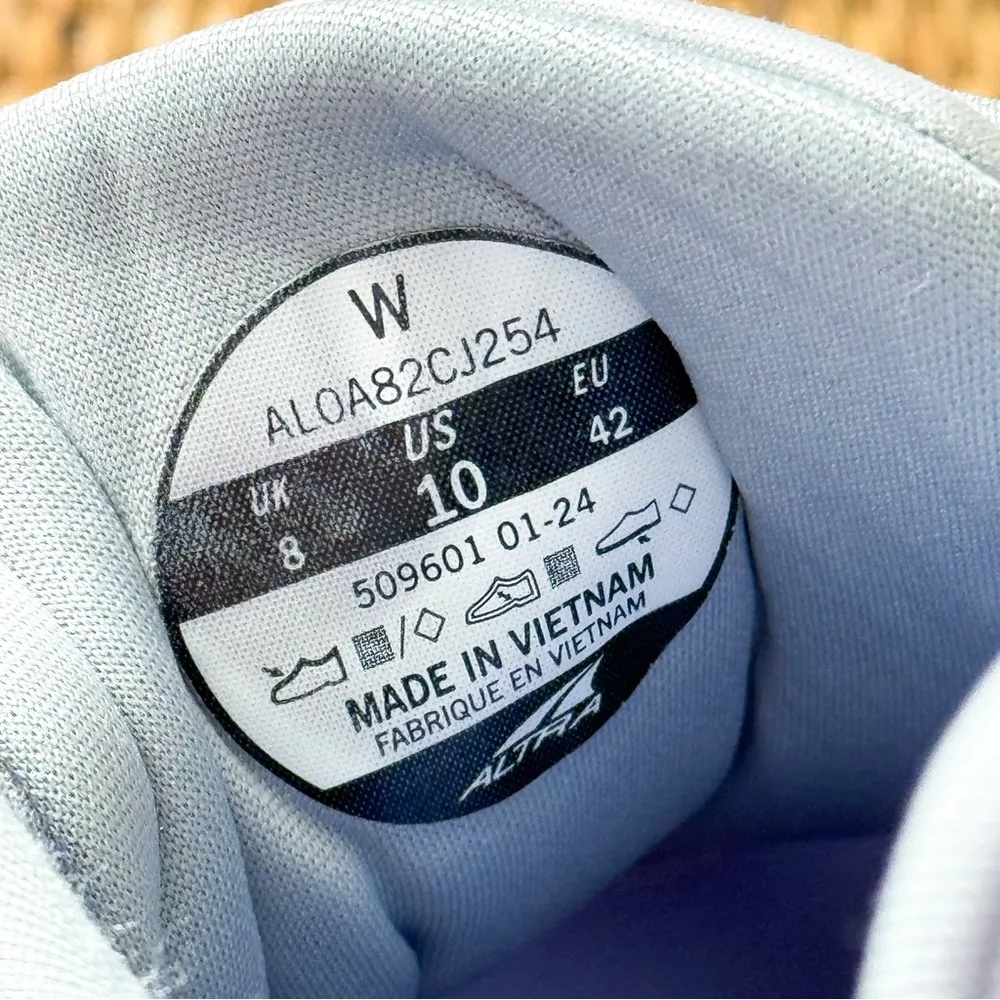 W
AL0A82CJ254
UK US EU
8 10 42
509601 01-24
MADE IN VIETNAM
FABRIQUE EN VIETNAM
ALTRA